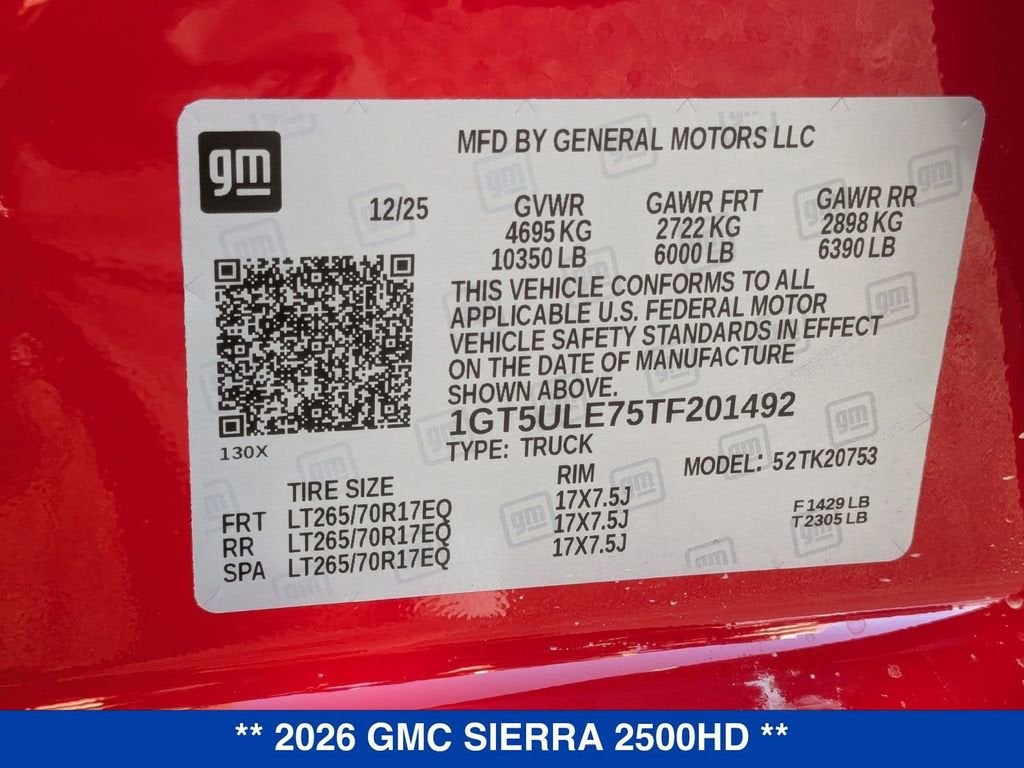 gm
MFD BY GENERAL MOTORS LLC
12/25
GVWR GAWR FRT GAWR RR
4695 KG 2722 KG 2898 KG
10350 LB 6000 LB 6390 LB
THIS VEHICLE CONFORMS TO ALL
APPLICABLE U.S. FEDERAL MOTOR
VEHICLE SAFETY STANDARDS IN EFFECT
ON THE DATE OF MANUFACTURE
SHOWN ABOVE.
1GT5ULE75TF201492
130X
TYPE: TRUCK
MODEL: 52TK20753
TIRE SIZE RIM
FRT LT265/70R17EQ 17X7.5J
RR LT265/70R17EQ 17X7.5J
SPA LT265/70R17EQ 17X7.5J
F 1429 LB
T 2305 LB
** 2026 GMC SIERRA 2500HD **